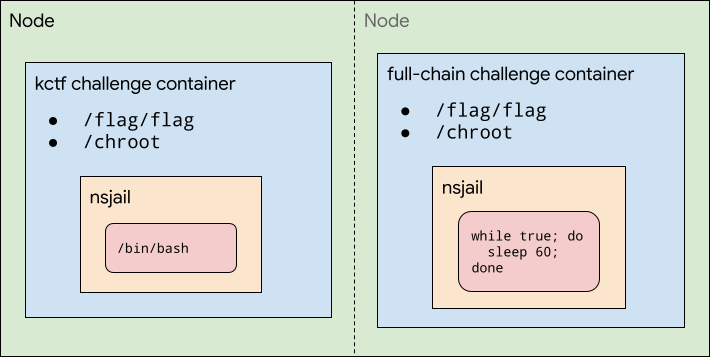 Node
kctf challenge container
● /flag/flag
● /chroot
nsjail
/bin/bash
Node
full-chain challenge container
● /flag/flag
● /chroot
nsjail
while true; do
sleep 60;
done